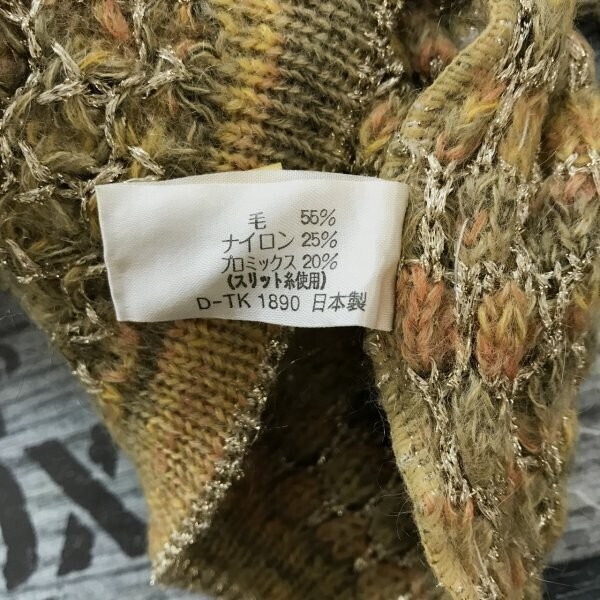 毛 55%
ナイロン 25%
プロミックス 20%
(スリット糸使用)
D-TK 1890 日本製